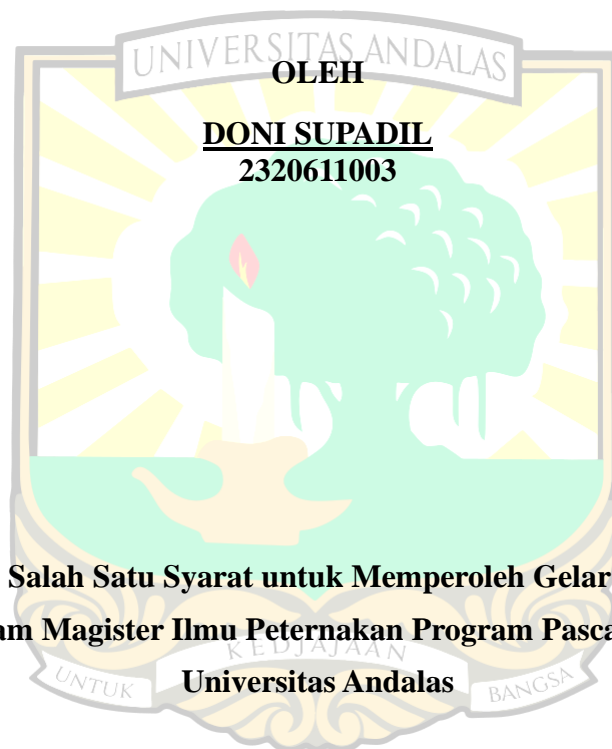 UNIVERSITAS ANDALAS
OLEH
DONI SUPADIL
2320611003
Salah Satu Syarat untuk Memperoleh Gelar
am Magister Ilmu Peternakan Program Pasca
KEDJAJAAN
Universitas Andalas
UNTUK BANGSA